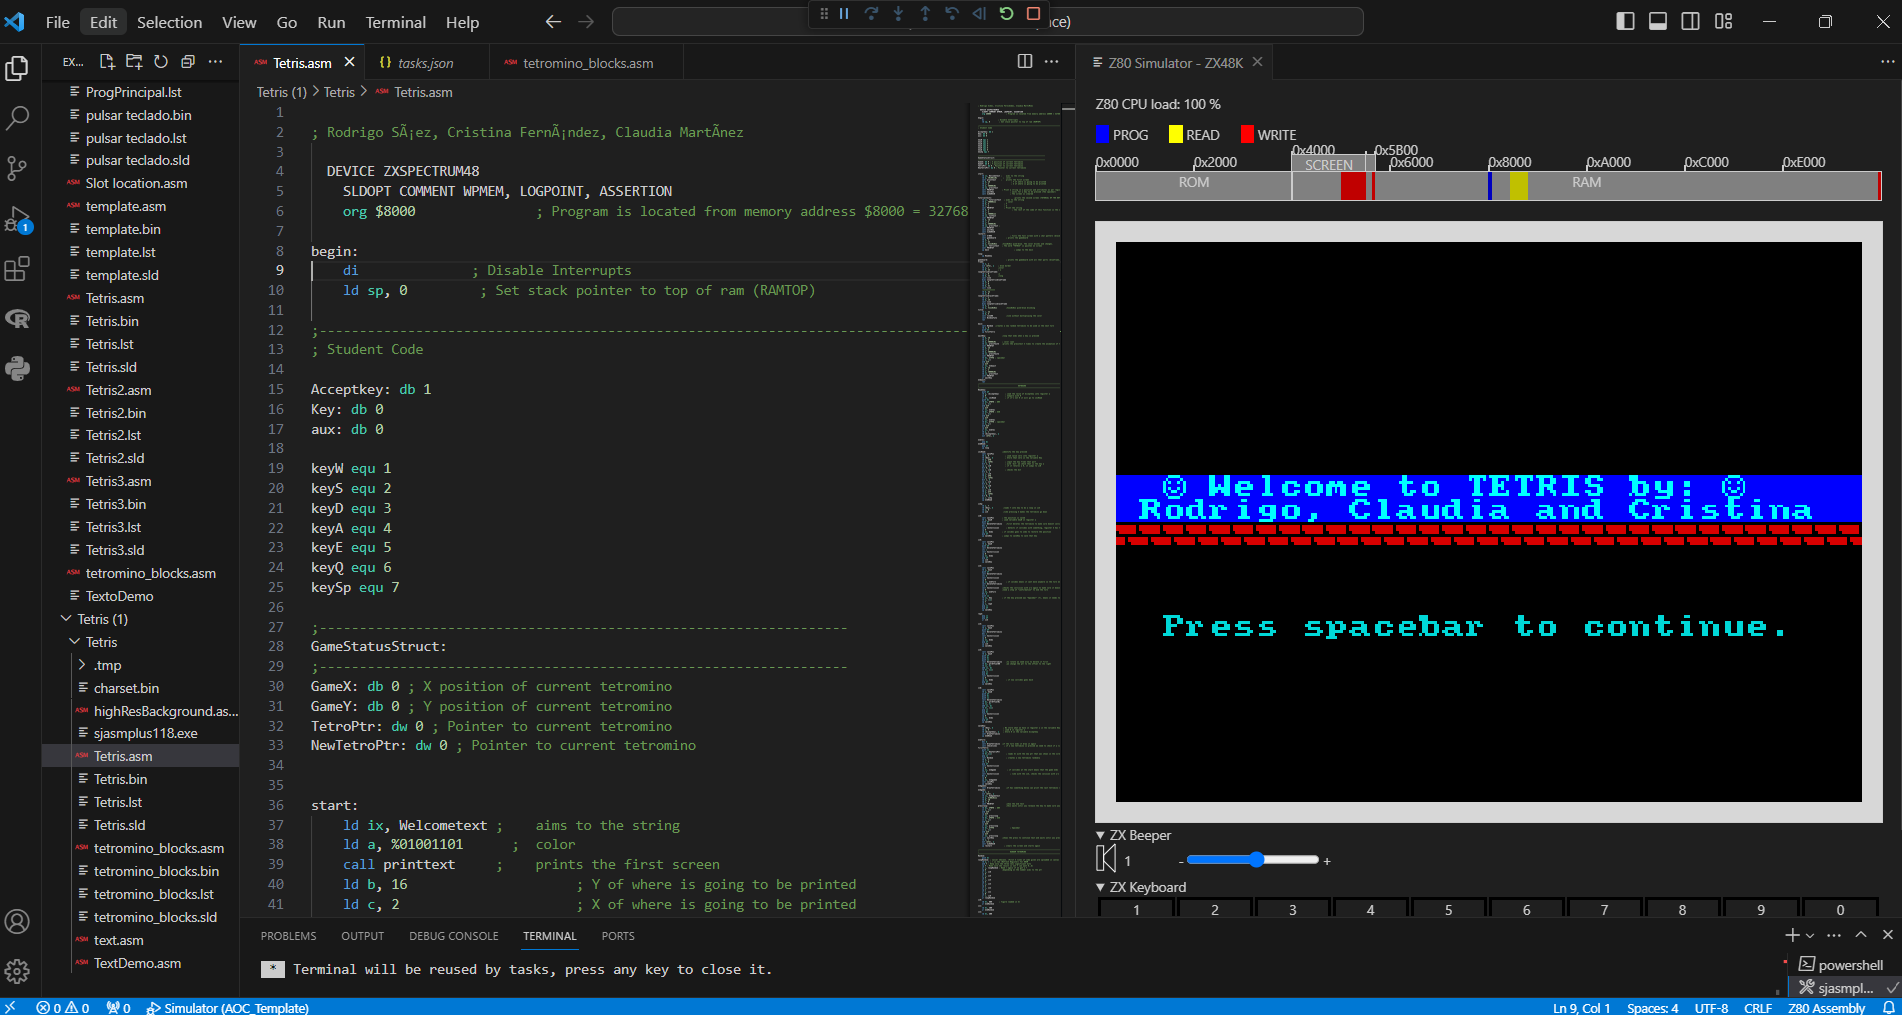 File Edit Selection View Go Run Terminal Help
ce)
EX...
Tetris.asm
tasks.json
tetromino_blocks.asm
Z80 Simulator - ZX48K
Tetris (1) > Tetris > Tetris.asm
ProgPrincipal.lst
pulsar teclado.bin
pulsar teclado.lst
pulsar teclado.sld
Slot location.asm
template.asm
template.bin
template.lst
template.sld
Tetris.asm
Tetris.bin
Tetris.lst
Tetris.sld
Tetris2.asm
Tetris2.bin
Tetris2.lst
Tetris2.sld
Tetris3.asm
Tetris3.bin
Tetris3.lst
Tetris3.sld
tetromino_blocks.asm
TextoDemo
Tetris (1)
Tetris
.tmp
charset.bin
highResBackground.as...
sjasmplus118.exe
Tetris.asm
Tetris.bin
Tetris.lst
Tetris.sld
tetromino_blocks.asm
tetromino_blocks.bin
tetromino_blocks.lst
tetromino_blocks.sld
text.asm
TextDemo.asm
1
2 ; Rodrigo SÃ¡ez, Cristina FernÃ¡ndez, Claudia MartÃnez
3
4 DEVICE ZXSPECTRUM48
5 SLDOPT COMMENT WPMEM, LOGPOINT, ASSERTION
6 org $8000 ; Program is located from memory address $8000 = 32768
7
8 begin:
9 di ; Disable Interrupts
10 ld sp, 0 ; Set stack pointer to top of ram (RAMTOP)
11
12 ;---------------------------------------------------------------------------------
13 ; Student Code
14
15 Acceptkey: db 1
16 Key: db 0
17 aux: db 0
18
19 keyW equ 1
20 keyS equ 2
21 keyD equ 3
22 keyA equ 4
23 keyE equ 5
24 keyQ equ 6
25 keySp equ 7
26
27 ;------------------------------------------------------------------
28 GameStatusStruct:
29 ;------------------------------------------------------------------
30 GameX: db 0 ; X position of current tetromino
31 GameY: db 0 ; Y position of current tetromino
32 TetroPtr: dw 0 ; Pointer to current tetromino
33 NewTetroPtr: dw 0 ; Pointer to current tetromino
34
35
36 start:
37 ld ix, Welcometext ; aims to the string
38 ld a, %01001101 ; color
39 call printtext ; prints the first screen
40 ld b, 16 ; Y of where is going to be printed
41 ld c, 2 ; X of where is going to be printed
Z80 CPU load: 100 %
PROG READ WRITE
0x4000 0x5B00
0x0000 0x2000 SCREEN 0x6000 0x8000 0xA000 0xC000 0xE000
ROM RAM
☺ Welcome to TETRIS by: ☺
Rodrigo, Claudia and Cristina
Press spacebar to continue.
▼ ZX Beeper
1 - +
▼ ZX Keyboard
1 2 3 4 5 6 7 8 9 0
PROBLEMS OUTPUT DEBUG CONSOLE TERMINAL PORTS
* Terminal will be reused by tasks, press any key to close it.
powershell
sjasmpl...
0 0 0 Simulator (AOC_Template)
Ln 9, Col 1 Spaces: 4 UTF-8 CRLF Z80 Assembly